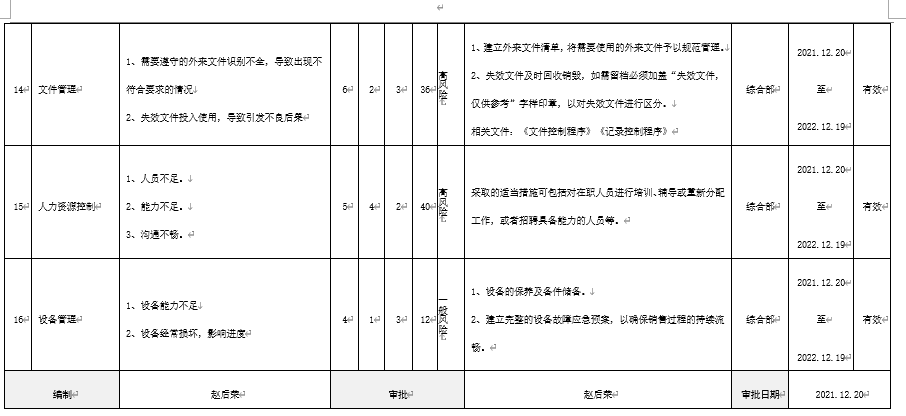 14
文件管理
1、需要遵守的外来文件识别不全，导致出现不
符合要求的情况
2、失效文件投入使用，导致引发不良后果
6
2
3
36
高风险
1、建立外来文件清单，将需要使用的外来文件予以规范管理。
2、失效文件及时回收销毁，如需留档必须加盖“失效文件，
仅供参考”字样印章，以对失效文件进行区分。
相关文件：《文件控制程序》《记录控制程序》
综合部
2021.12.20
至
2022.12.19
有效
15
人力资源控制
1、人员不足。
2、能力不足。
3、沟通不畅。
5
4
2
40
高风险
采取的适当措施可包括对在职人员进行培训、辅导或重新分配
工作，或者招聘具备能力的人员等。
综合部
2021.12.20
至
2022.12.19
有效
16
设备管理
1、设备能力不足
2、设备经常损坏，影响进度
4
1
3
12
一般风险
1、设备的保养及备件储备。
2、建立完整的设备故障应急预案，以确保销售过程的持续流
畅。
综合部
2021.12.20
至
2022.12.19
有效
编制
赵后荣
审批
赵后荣
审批日期
2021.12.20